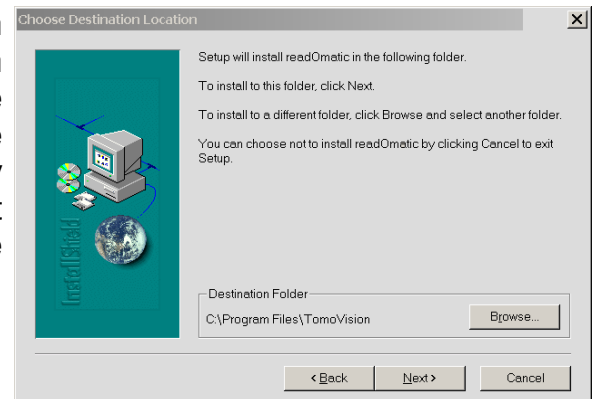 Choose Destination Location
Setup will install readOmatic in the following folder.
To install to this folder, click Next.
To install to a different folder, click Browse and select another folder.
You can choose not to install readOmatic by clicking Cancel to exit
Setup.
InstallShield
Destination Folder
C:\Program Files\TomoVision
Browse...
< Back
Next >
Cancel